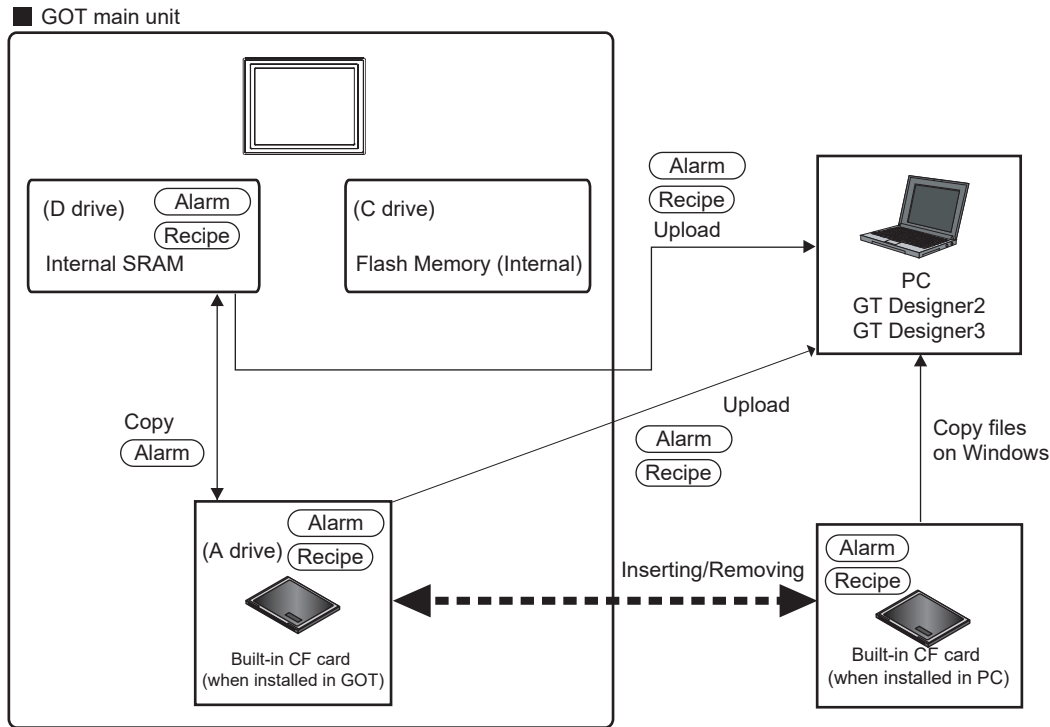 ■ GOT main unit
(D drive)
Alarm
Recipe
Internal SRAM
(C drive)
Flash Memory (Internal)
Alarm
Recipe
Upload
PC
GT Designer2
GT Designer3
Copy
Alarm
Upload
Alarm
Recipe
Copy files
on Windows
(A drive)
Alarm
Recipe
Built-in CF card
(when installed in GOT)
Inserting/Removing
Alarm
Recipe
Built-in CF card
(when installed in PC)